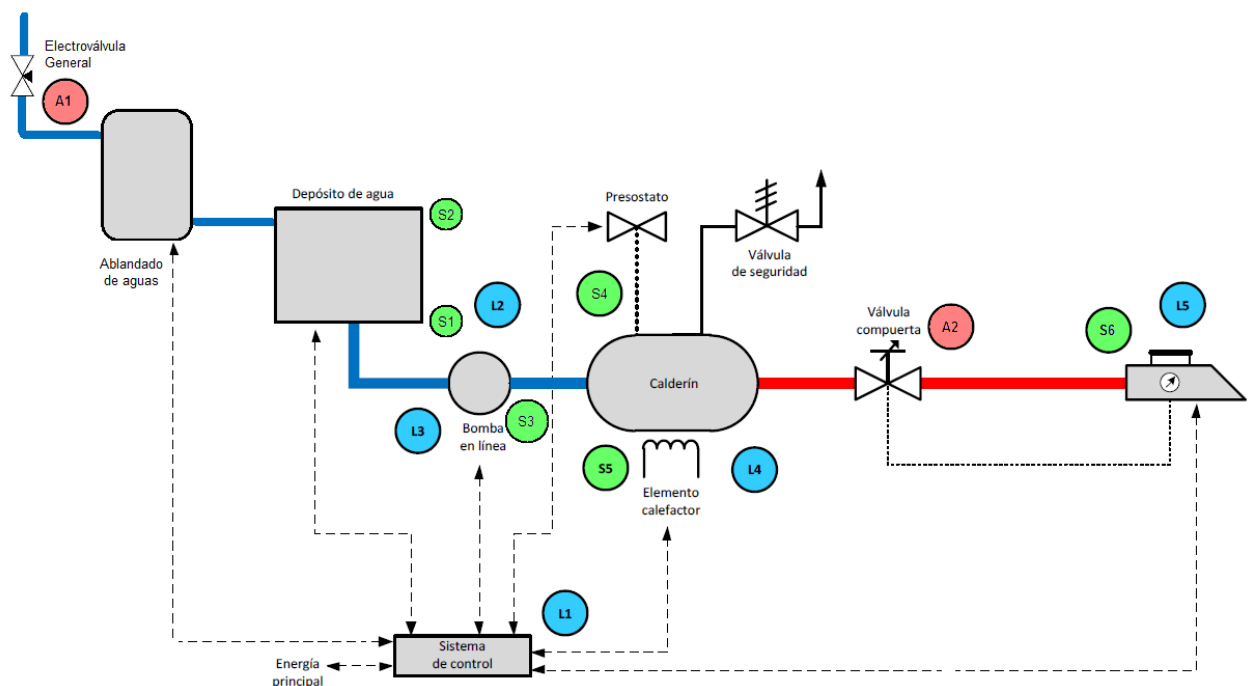 Electroválvula
General
A1
Depósito de agua
S2
Presostato
Ablandado
de aguas
Válvula
de seguridad
S1
L2
S4
Válvula
compuerta
A2
S6
L5
Calderín
L3
Bomba
en línea
S3
S5
L4
Elemento
calefactor
L1
Sistema
de control
Energía
principal